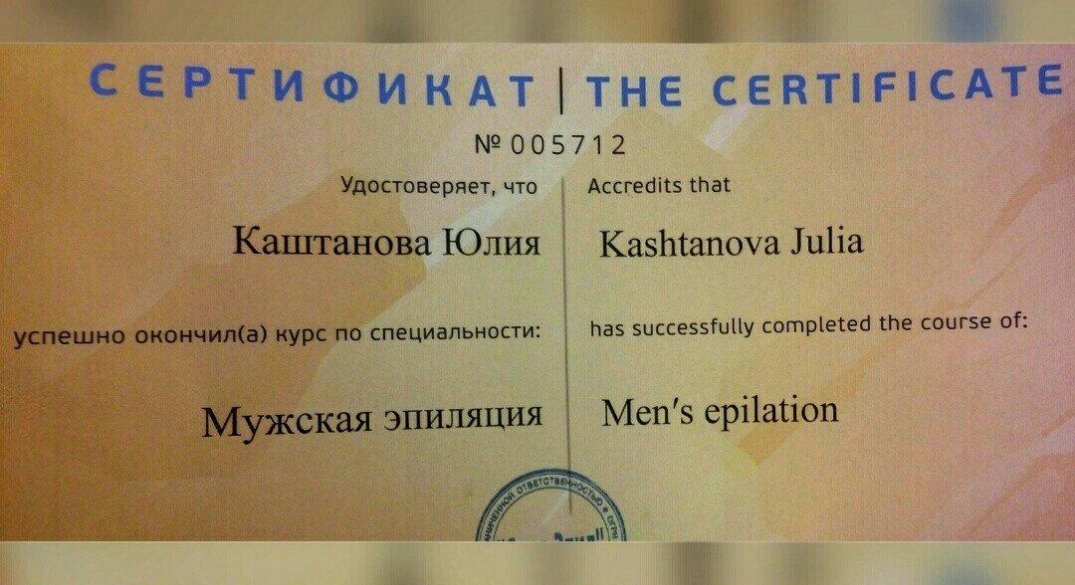 СЕРТИФИКАТ | THE CERTIFICATE
№ 005712
Удостоверяет, что
Accredits that
Каштанова Юлия
Kashtanova Julia
успешно окончил(а) курс по специальности:
has successfully completed the course of:
Мужская эпиляция
Men's epilation
ОТВЕТСТВЕННОСТЬЮ